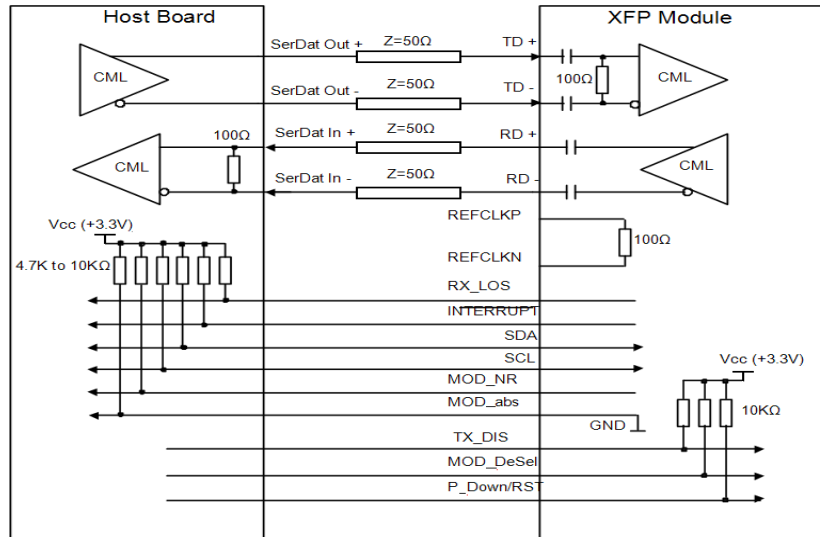 Host Board
XFP Module
SerDat Out +
Z=50Ω
TD +
CML
100Ω
CML
SerDat Out -
Z=50Ω
TD -
100Ω
SerDat In +
Z=50Ω
RD +
CML
CML
SerDat In -
Z=50Ω
RD -
REFCLKP
Vcc (+3.3V)
100Ω
REFCLKN
4.7K to 10KΩ
RX_LOS
INTERRUPT
SDA
SCL
Vcc (+3.3V)
MOD_NR
MOD_abs
10KΩ
GND
TX_DIS
MOD_DeSel
P_Down/RST